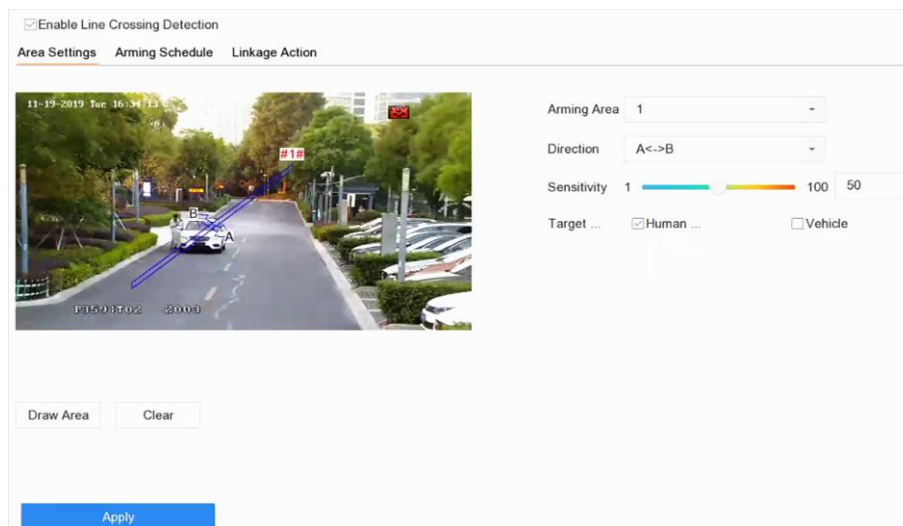 Enable Line Crossing Detection
Area Settings Arming Schedule Linkage Action
11-19-2019 Tue 16:34:13
#1#
B
A
2000
Arming Area 1
Direction A<->B
Sensitivity 1 100 50
Target ... Human ... Vehicle
Draw Area Clear
Apply